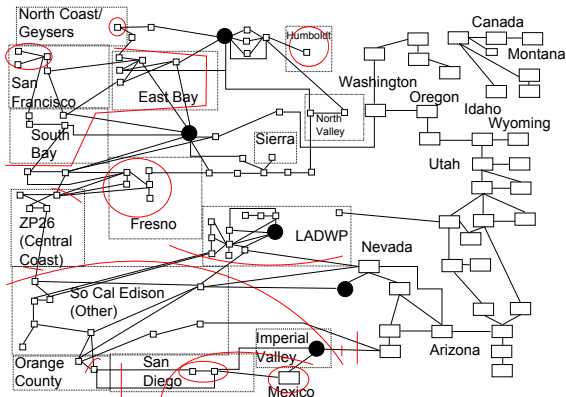 North Coast/
Geysers
Humboldt
Canada
Montana
Washington
San
Francisco
East Bay
Oregon
Idaho
Wyoming
North
Valley
South
Bay
Sierra
Utah
ZP26
(Central
Coast)
Fresno
LADWP
Nevada
So Cal Edison
(Other)
Imperial
Valley
Arizona
Orange
County
San
Diego
Mexico